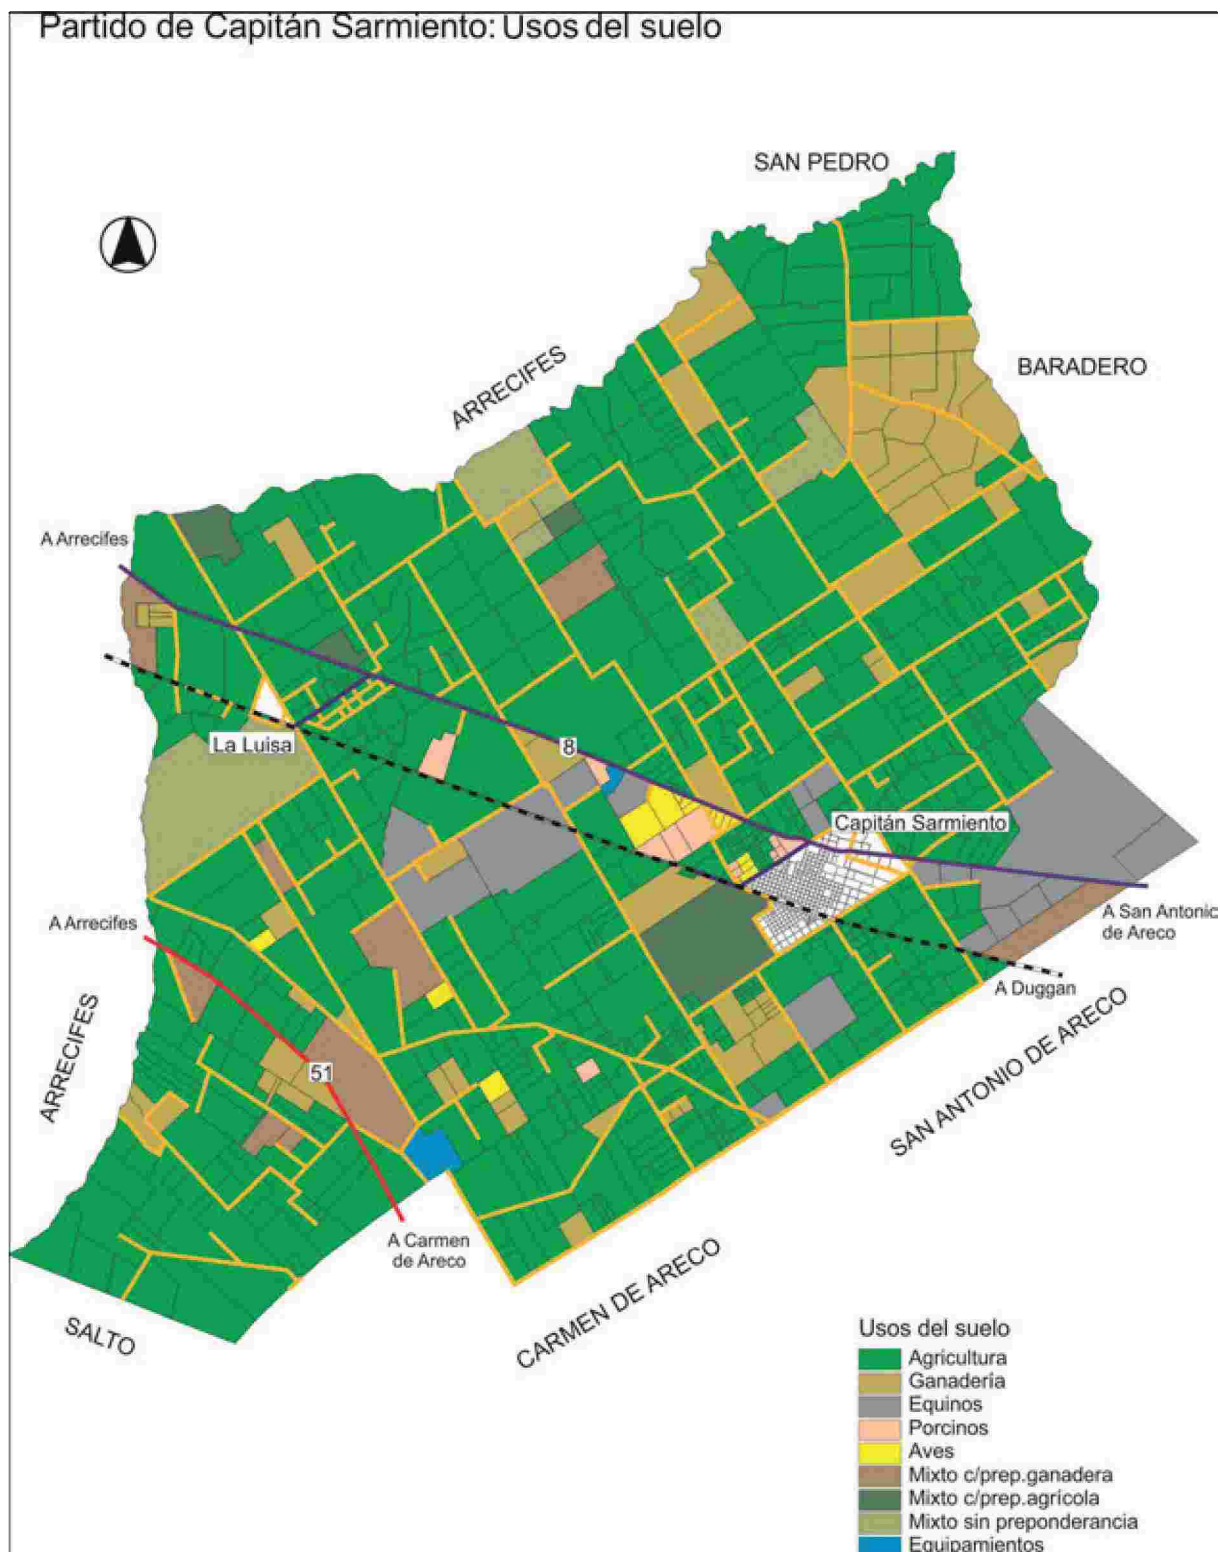 Partido de Capitán Sarmiento: Usos del suelo
SAN PEDRO
BARADERO
ARRECIFES
A Arrecifes
La Luisa
8
Capitán Sarmiento
A Arrecifes
A San Antonio
de Areco
A Duggan
ARRECIFES
51
SAN ANTONIO DE ARECO
A Carmen
de Areco
CARMEN DE ARECO
SALTO
Usos del suelo
Agricultura
Ganadería
Equinos
Porcinos
Aves
Mixto c/prep.ganadera
Mixto c/prep.agrícola
Mixto sin preponderancia
Equipamientos